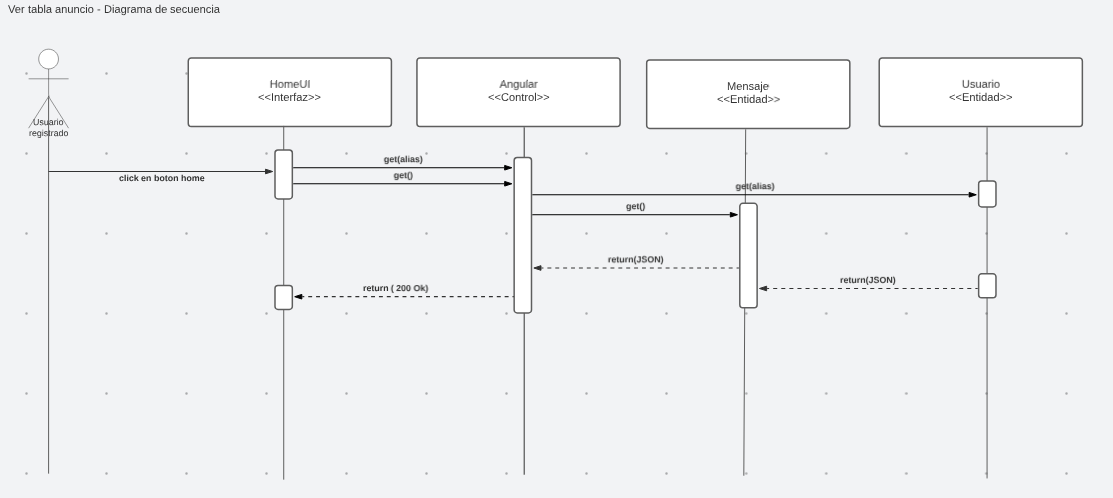 Ver tabla anuncio - Diagrama de secuencia
Usuario
registrado
HomeUI
<<Interfaz>>
Angular
<<Control>>
Mensaje
<<Entidad>>
Usuario
<<Entidad>>
click en boton home
get(alias)
get()
get(alias)
get()
return(JSON)
return(JSON)
return ( 200 Ok)